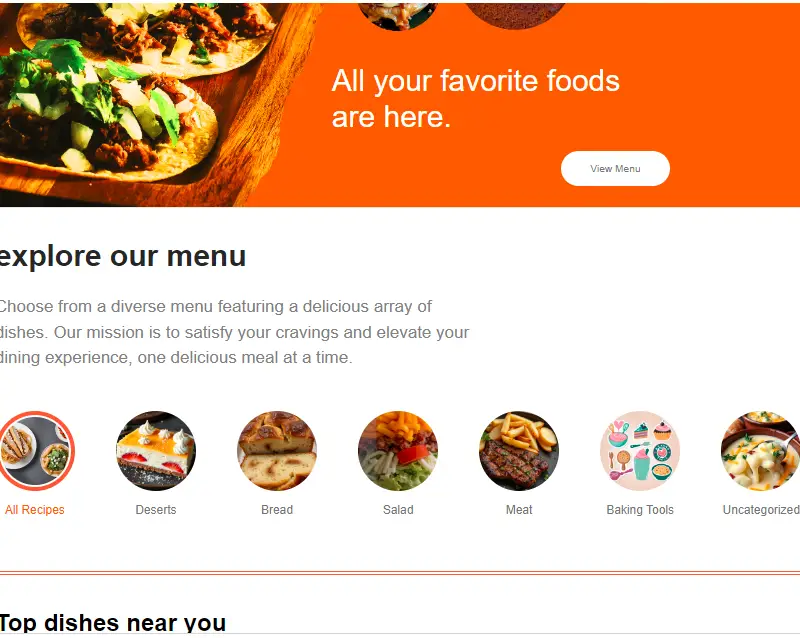 All your favorite foods
are here.
View Menu
explore our menu
Choose from a diverse menu featuring a delicious array of
dishes. Our mission is to satisfy your cravings and elevate your
dining experience, one delicious meal at a time.
All Recipes
Deserts
Bread
Salad
Meat
Baking Tools
Uncategorized
Top dishes near you